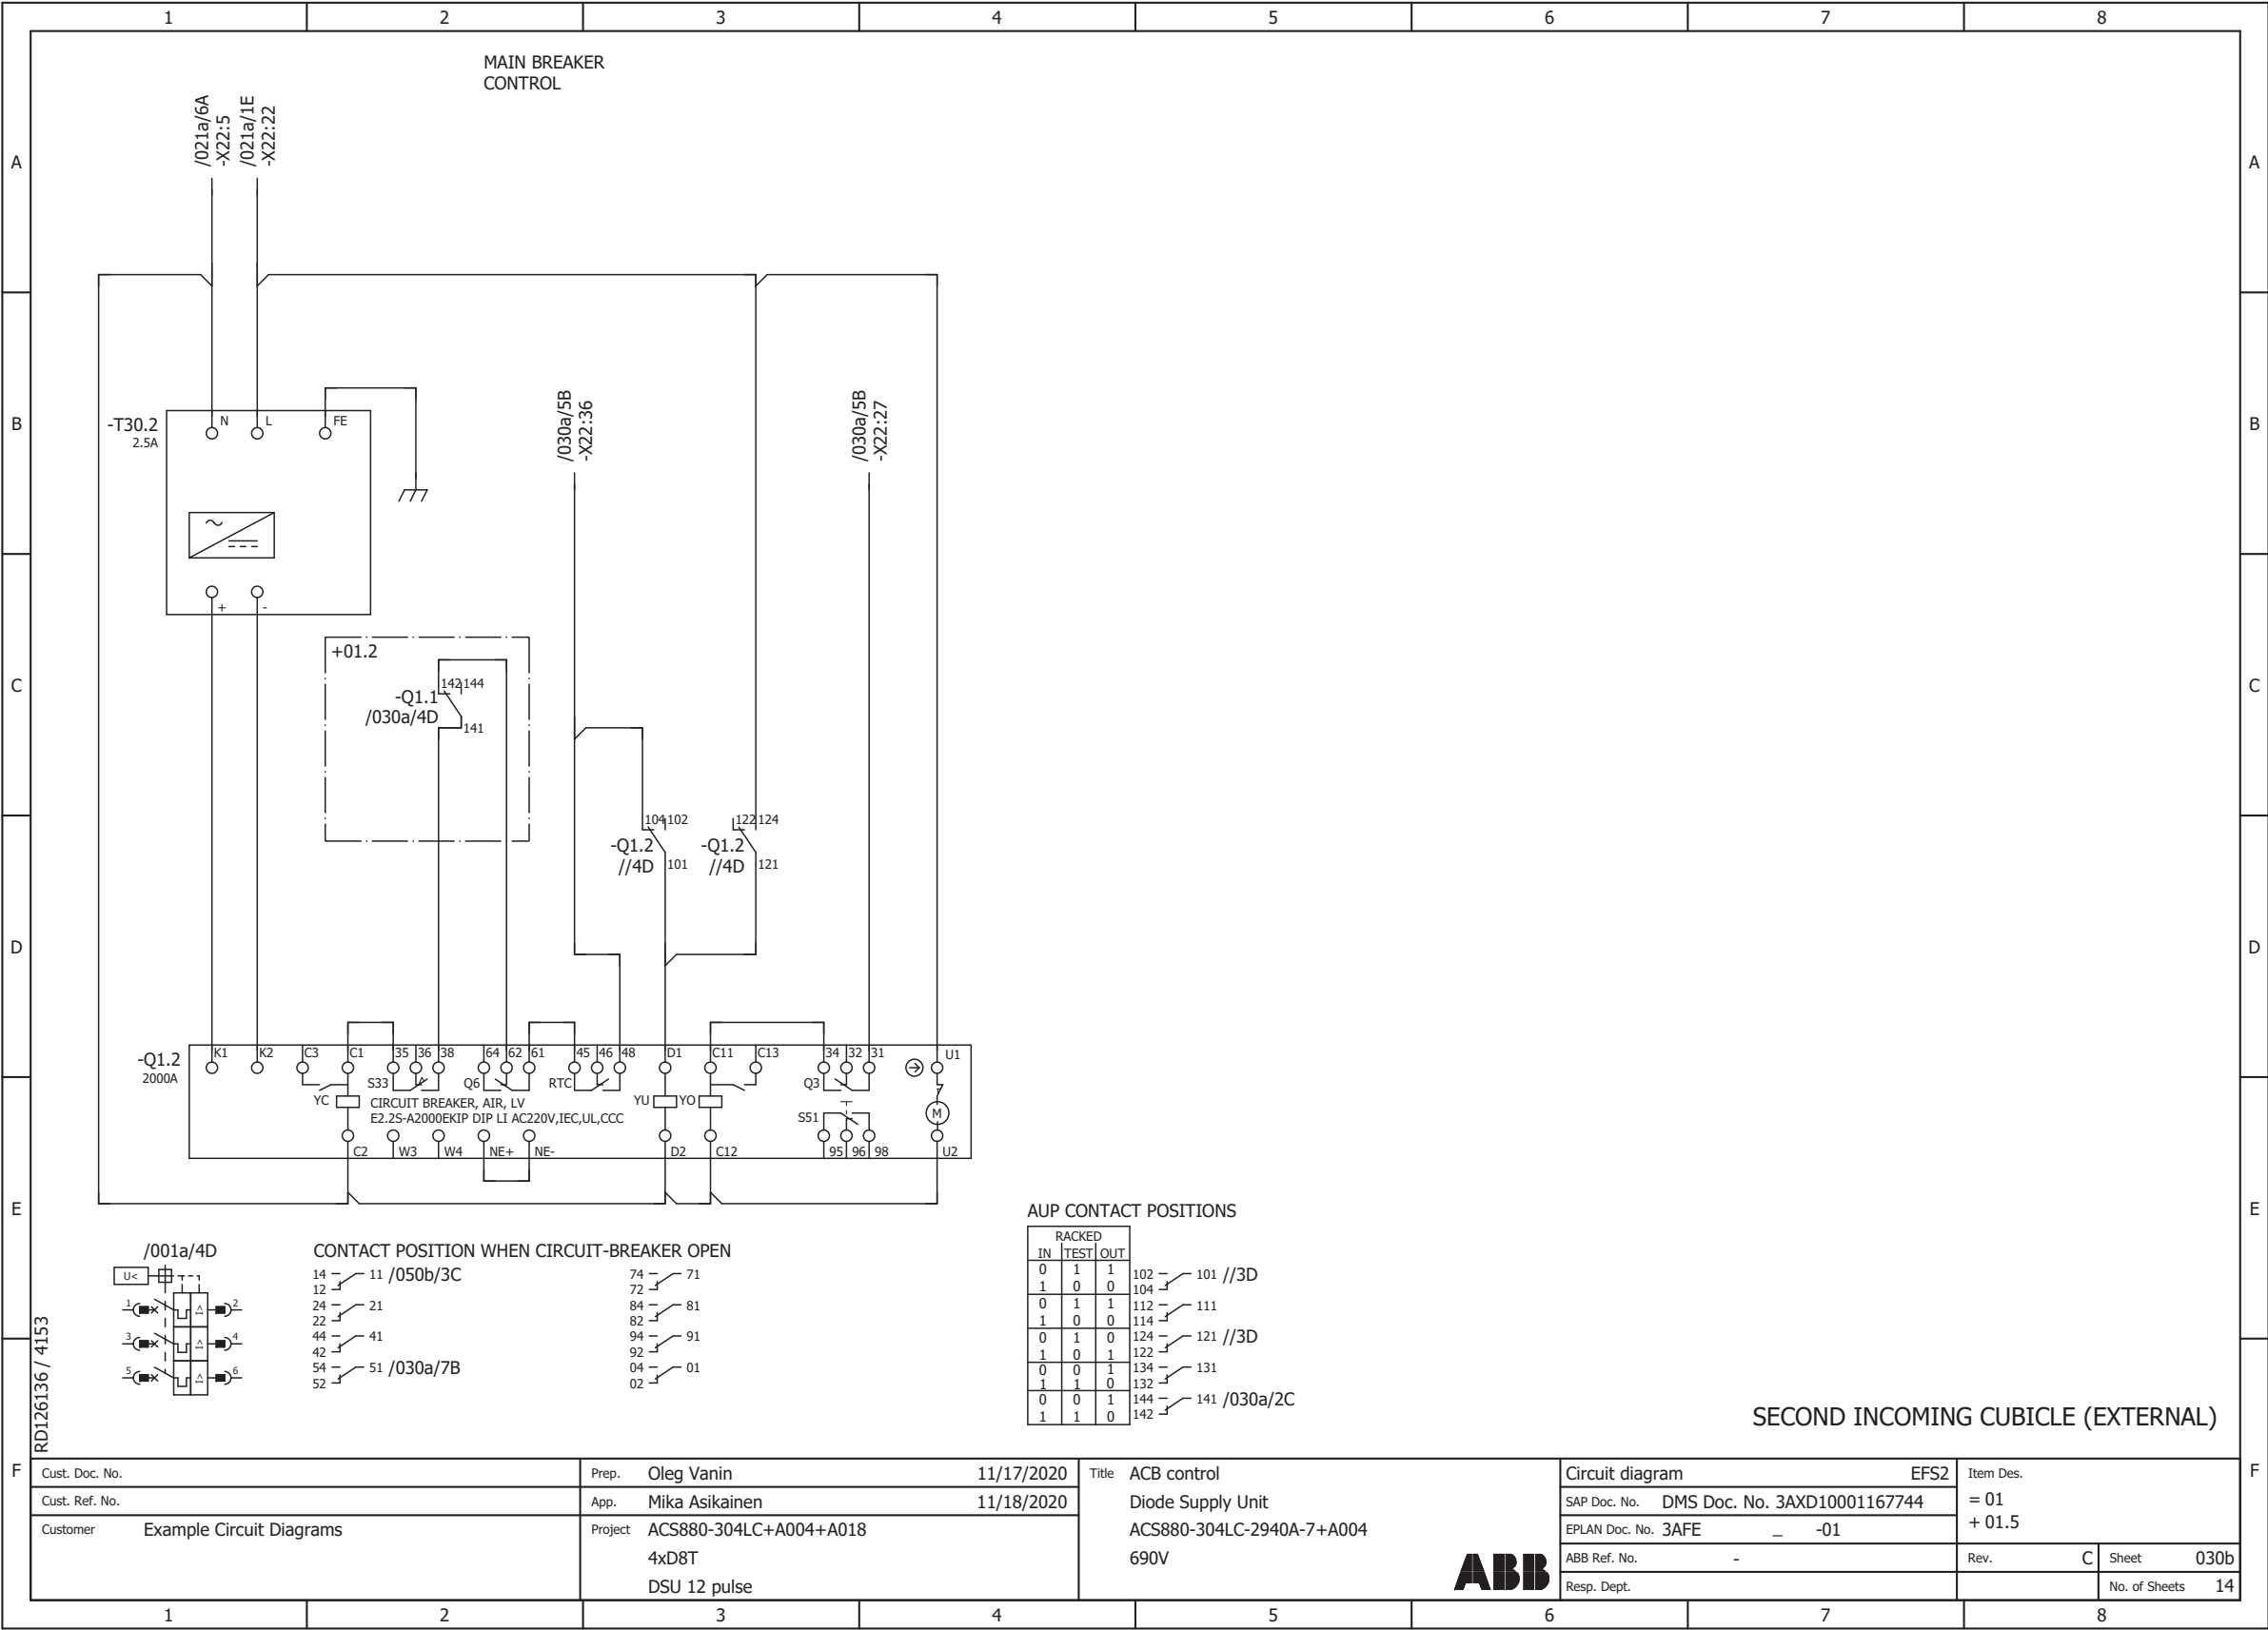 1 2 3 4 5 6 7 8
MAIN BREAKER
CONTROL
/021a/6A
-X22:5
/021a/1E
-X22:22
A A
B B
-T30.2
2.5A
N L FE
/030a/5B
-X22:36
/030a/5B
-X22:27
+ -
C C
+01.2
142 144
-Q1.1
/030a/4D
141
104 102
-Q1.2
//4D
101
122 124
-Q1.2
//4D
121
D D
-Q1.2
2000A
K1 K2 C3 C1 35 36 38 64 62 61 45 46 48 D1 C11 C13 34 32 31 U1
S33 Q6 RTC Q3
YC YU YO
CIRCUIT BREAKER, AIR, LV
E2.2S-A2000EKIP DIP LI AC220V,IEC,UL,CCC
S51 M
C2 W3 W4 NE+ NE- D2 C12 95 96 98 U2
E E
/001a/4D
U<
1 I> 2
3 I> 4
5 I> 6
CONTACT POSITION WHEN CIRCUIT-BREAKER OPEN
14 11 /050b/3C
12
24 21
22
44 41
42
54 51 /030a/7B
52
74 71
72
84 81
82
94 91
92
04 01
02
AUP CONTACT POSITIONS
RACKED
IN TEST OUT
0 1 1 102 101 //3D
1 0 0 104
0 1 1 112 111
1 0 0 114
0 1 0 124 121 //3D
1 0 1 122
0 0 1 134 131
1 1 0 132
0 0 1 144 141 /030a/2C
1 1 0 142
RD126136 / 4153
SECOND INCOMING CUBICLE (EXTERNAL)
F F
Cust. Doc. No.
Cust. Ref. No.
Customer Example Circuit Diagrams
Prep. Oleg Vanin 11/17/2020
App. Mika Asikainen 11/18/2020
Project ACS880-304LC+A004+A018
4xD8T
DSU 12 pulse
Title ACB control
Diode Supply Unit
ACS880-304LC-2940A-7+A004
690V
ABB
Circuit diagram EFS2
SAP Doc. No. DMS Doc. No. 3AXD10001167744
EPLAN Doc. No. 3AFE _ -01
ABB Ref. No. -
Resp. Dept.
Item Des.
= 01
+ 01.5
Rev. C Sheet 030b
No. of Sheets 14
1 2 3 4 5 6 7 8